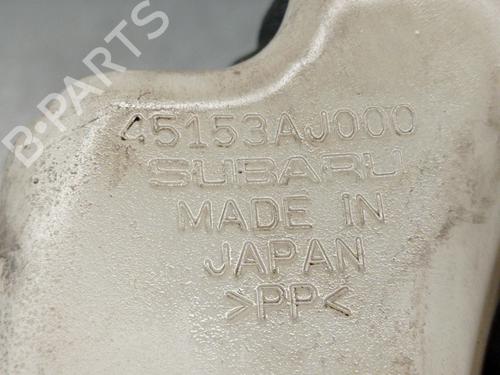 B-PARTS
45153AJ000
SUBARU
MADE IN
JAPAN
>PP<